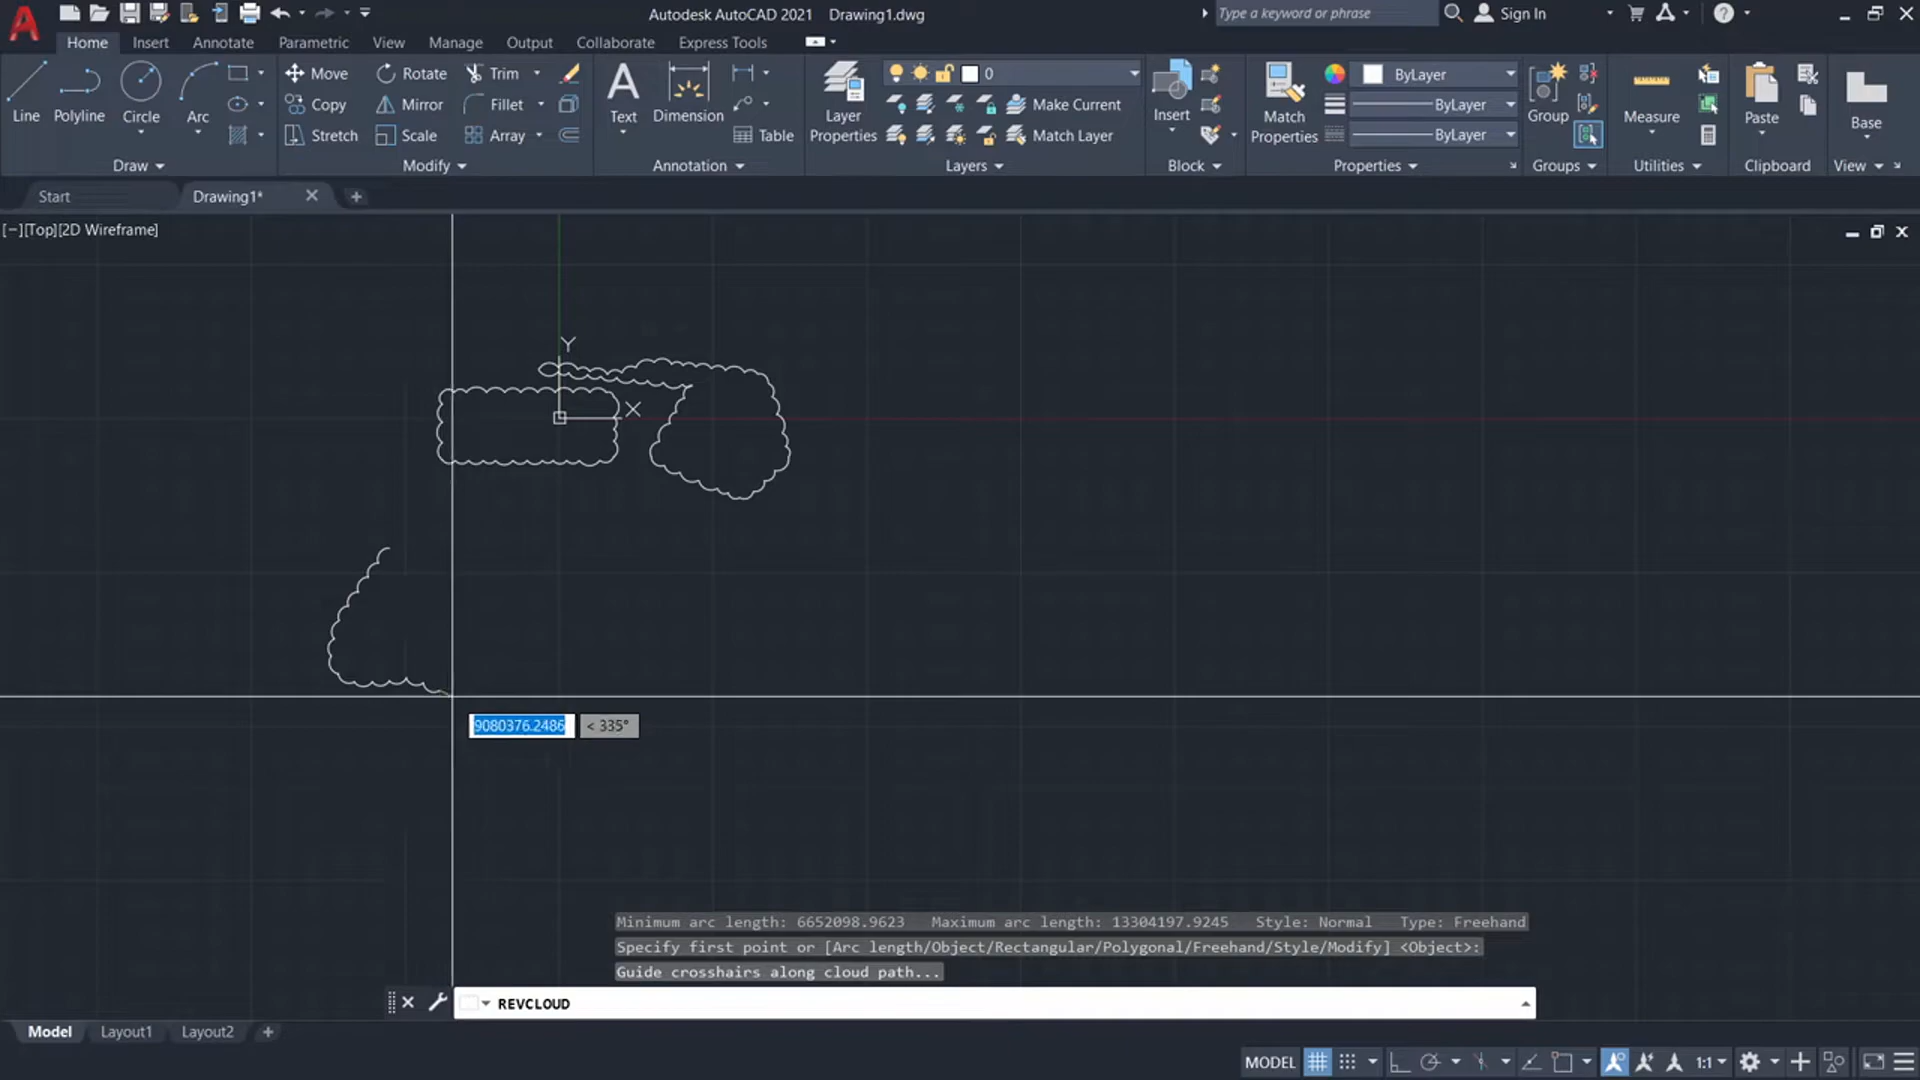 Autodesk AutoCAD 2021 Drawing1.dwg
Type a keyword or phrase
Sign In
Home Insert Annotate Parametric View Manage Output Collaborate Express Tools
Line
Polyline
Circle
Arc
Draw
Move
Rotate
Trim
Copy
Mirror
Fillet
Stretch
Scale
Array
Modify
A
Text
Dimension
Table
Annotation
Layer
Properties
0
Make Current
Match Layer
Layers
Insert
Block
Match
Properties
ByLayer
ByLayer
ByLayer
Properties
Group
Groups
Measure
Utilities
Paste
Clipboard
Base
View
Start
Drawing1*
[−][Top][2D Wireframe]
Y
X
9080376.2486 < 335°
Minimum arc length: 6652098.9623 Maximum arc length: 13304197.9245 Style: Normal Type: Freehand
Specify first point or [Arc length/Object/Rectangular/Polygonal/Freehand/Style/Modify] <Object>:
Guide crosshairs along cloud path...
REVCLOUD
Model Layout1 Layout2
MODEL
1:1